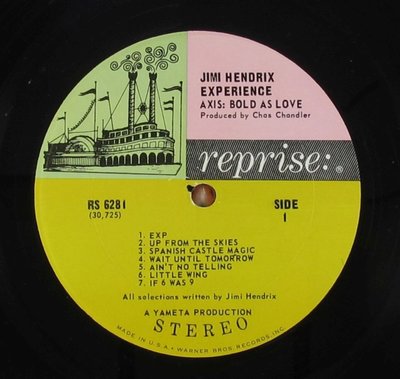 JIMI HENDRIX
EXPERIENCE
AXIS: BOLD AS LOVE
Produced by Chas Chandler
reprise: ®
RS 6281
(30,725)
SIDE
1
1. EXP
2. UP FROM THE SKIES
3. SPANISH CASTLE MAGIC
4. WAIT UNTIL TOMORROW
5. AIN'T NO TELLING
6. LITTLE WING
7. IF 6 WAS 9
All selections written by Jimi Hendrix
A YAMETA PRODUCTION
STEREO
MADE IN U.S.A. • WARNER BROS. RECORDS, INC.